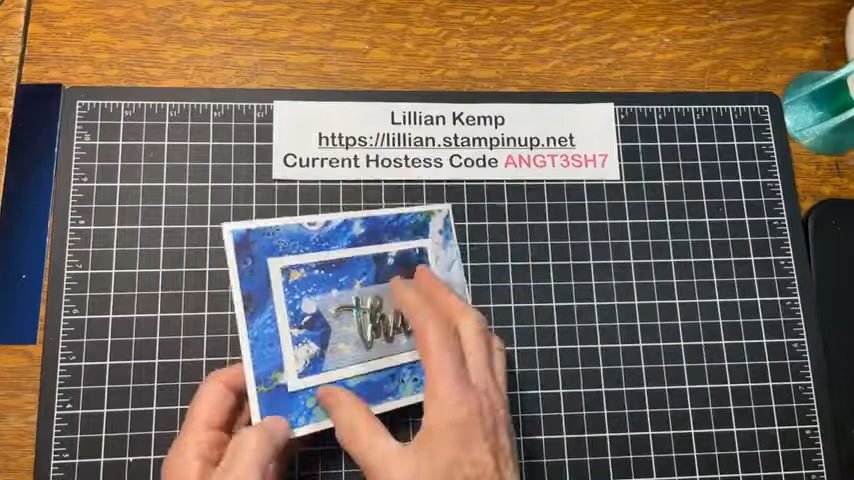 Lillian Kemp
https://lillian.stampinup.net
Current Hostess Code ANGT3SH7